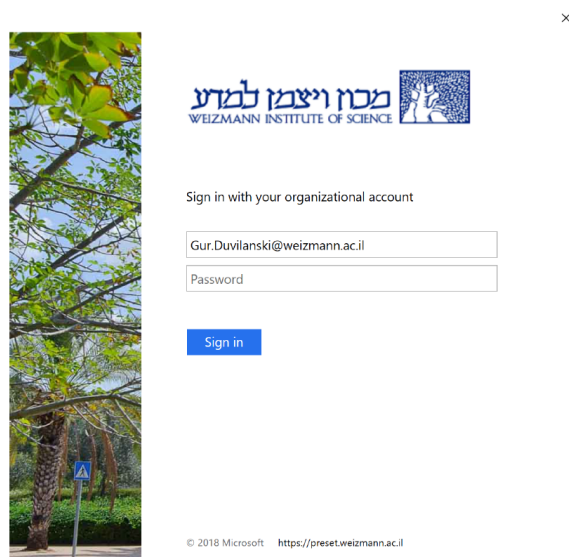 מכון ויצמן למדע
WEIZMANN INSTITUTE OF SCIENCE
Sign in with your organizational account
Gur.Duvilanski@weizmann.ac.il
Password
Sign in
© 2018 Microsoft https://preset.weizmann.ac.il